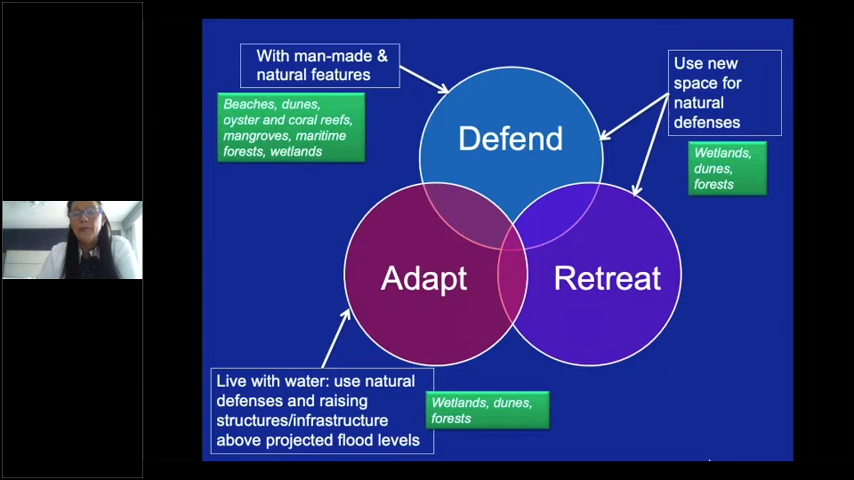 With man-made &
natural features
Beaches, dunes,
oyster and coral reefs,
mangroves, maritime
forests, wetlands
Defend
Use new
space for
natural
defenses
Wetlands,
dunes,
forests
Adapt
Retreat
Live with water: use natural
defenses and raising
structures/infrastructure
above projected flood levels
Wetlands, dunes,
forests